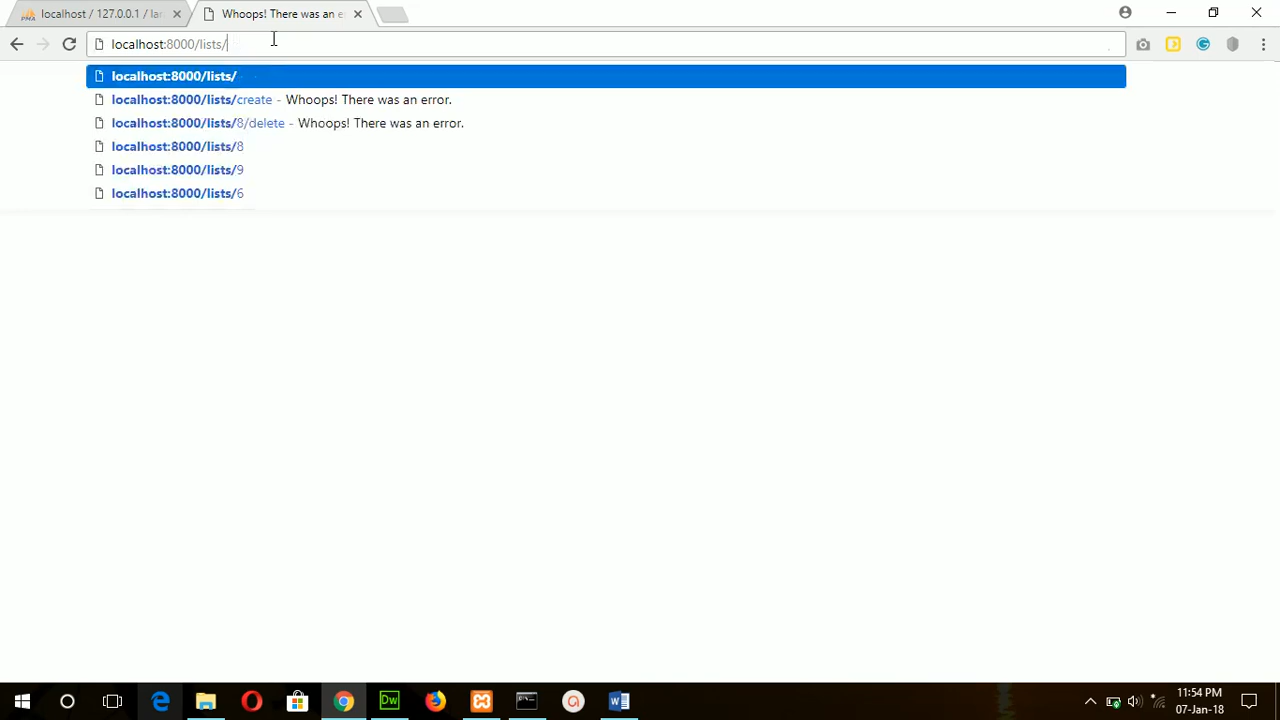 localhost / 127.0.0.1 / lar
Whoops! There was an e
localhost:8000/lists/
localhost:8000/lists/
localhost:8000/lists/create - Whoops! There was an error.
localhost:8000/lists/8/delete - Whoops! There was an error.
localhost:8000/lists/8
localhost:8000/lists/9
localhost:8000/lists/6
Dw
11:54 PM
07-Jan-18